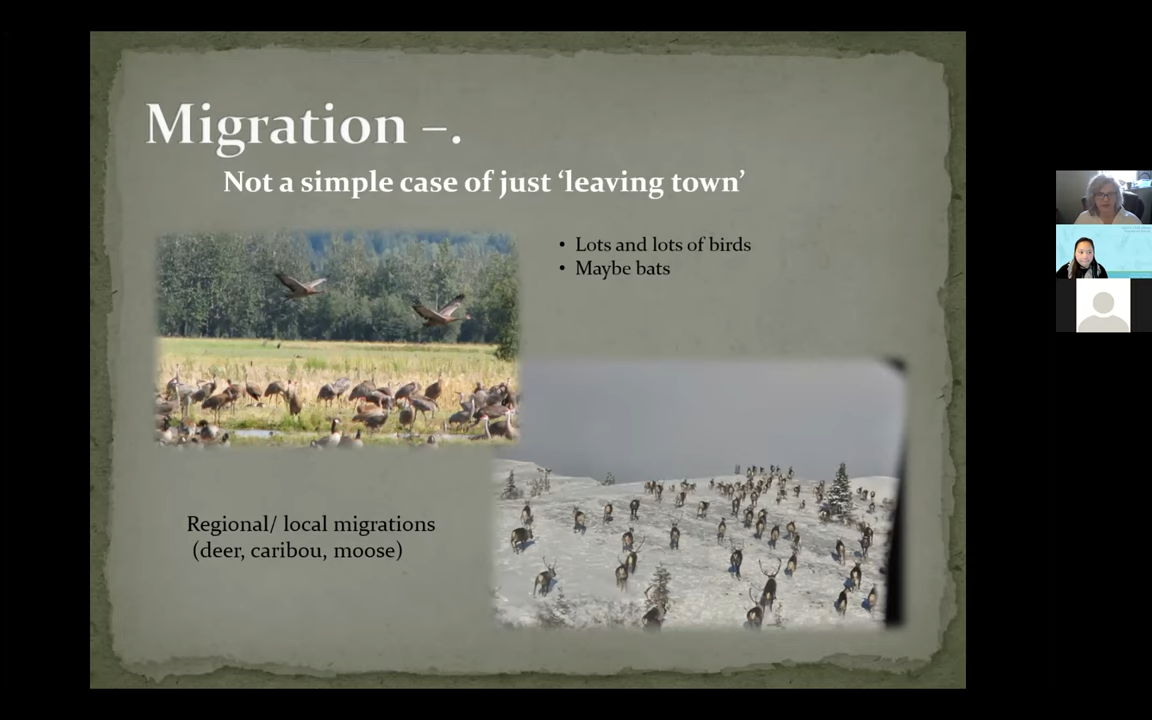 Migration –.
Not a simple case of just ‘leaving town’
• Lots and lots of birds
• Maybe bats
Regional/ local migrations
(deer, caribou, moose)